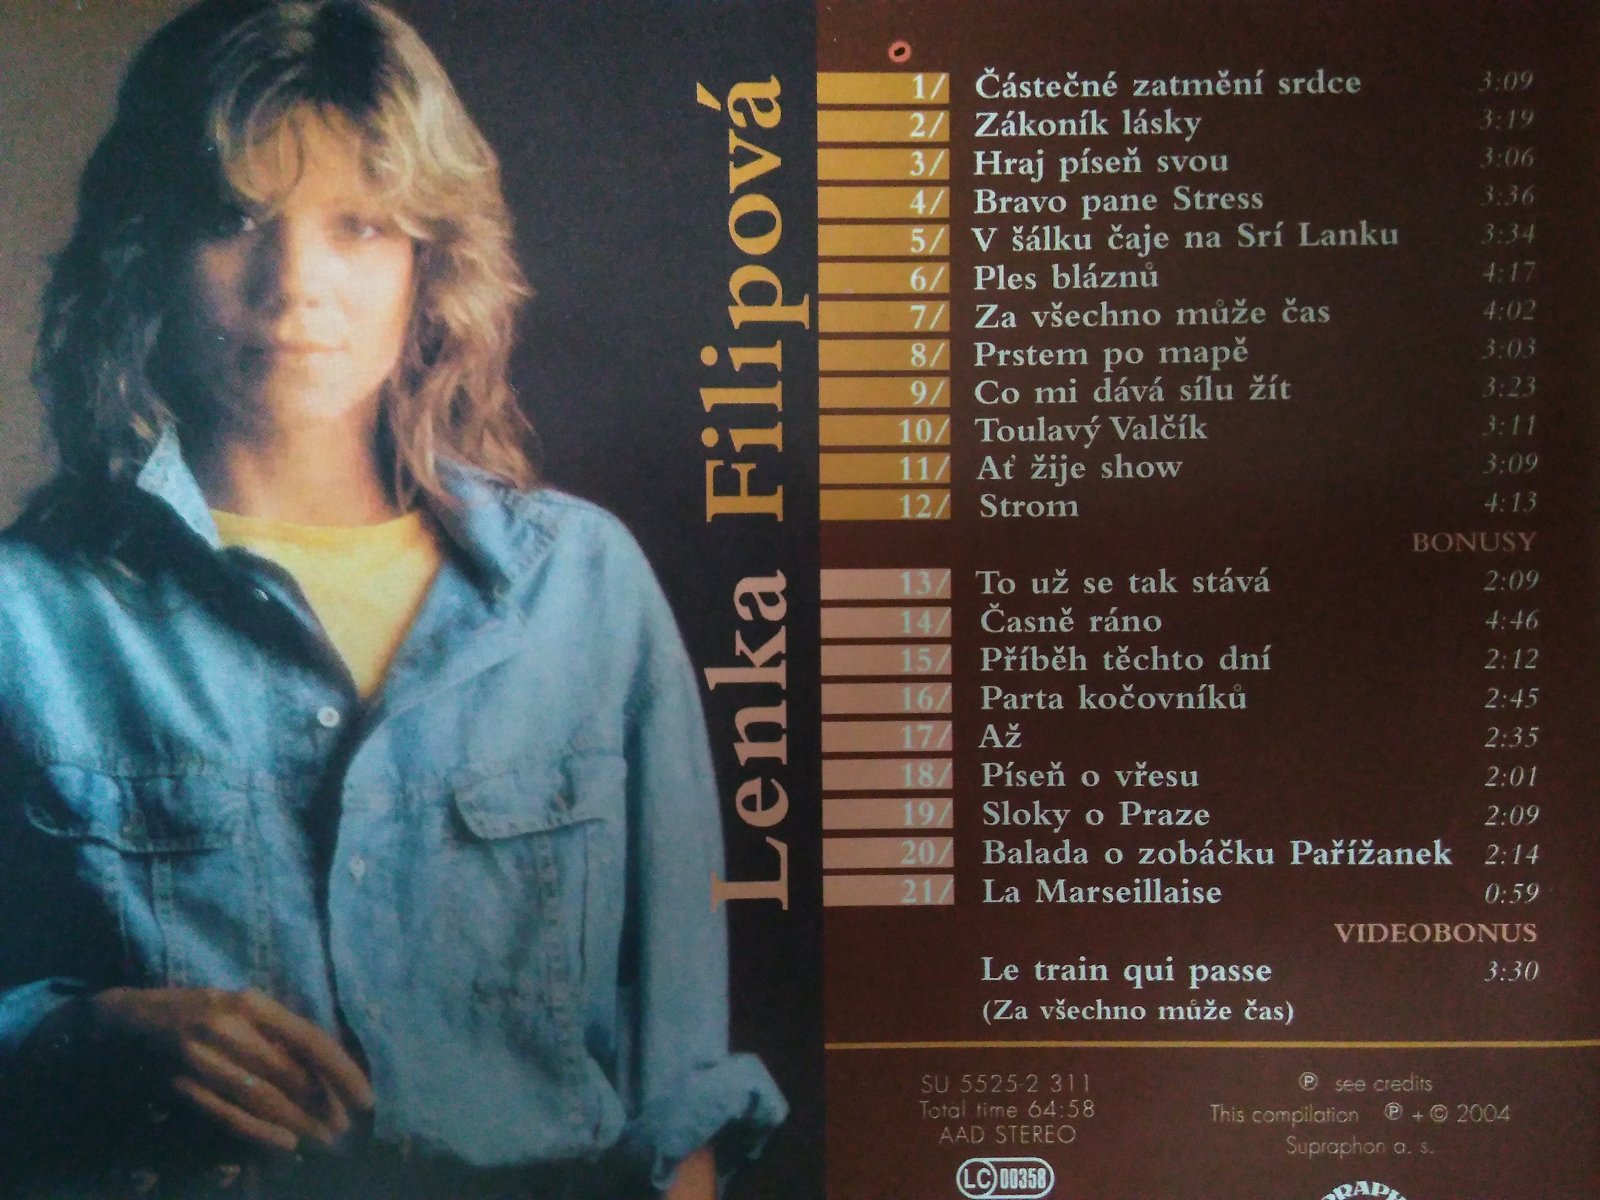 Lenka Filipová
1/ Částečné zatmění srdce 3:09
2/ Zákoník lásky 3:19
3/ Hraj píseň svou 3:06
4/ Bravo pane Stress 3:36
5/ V šálku čaje na Srí Lanku 3:34
6/ Ples bláznů 4:17
7/ Za všechno může čas 4:02
8/ Prstem po mapě 3:03
9/ Co mi dává sílu žít 3:23
10/ Toulavý Valčík 3:11
11/ Ať žije show 3:09
12/ Strom 4:13
BONUSY
13/ To už se tak stává 2:09
14/ Časně ráno 4:46
15/ Příběh těchto dní 2:12
16/ Parta kočovníků 2:45
17/ Až 2:35
18/ Píseň o vřesu 2:01
19/ Sloky o Praze 2:09
20/ Balada o zobáčku Pařížanek 2:14
21/ La Marseillaise 0:59
VIDEOBONUS
Le train qui passe 3:30
(Za všechno může čas)
SU 5525-2 311
Total time 64:58
AAD STEREO
LC 00358
℗ see credits
This compilation ℗ + © 2004
Supraphon a. s.